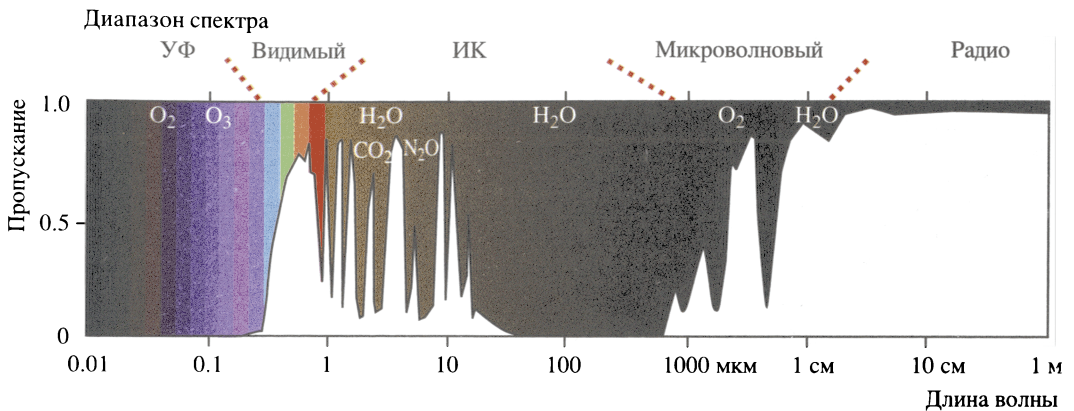 Диапазон спектра
УФ Видимый ИК Микроволновый Радио
1.0
O₂ O₃ H₂O H₂O O₂ H₂O
CO₂ N₂O
Пропускание
0.5
0
0.01 0.1 1 10 100 1000 мкм 1 см 10 см 1 м
Длина волны